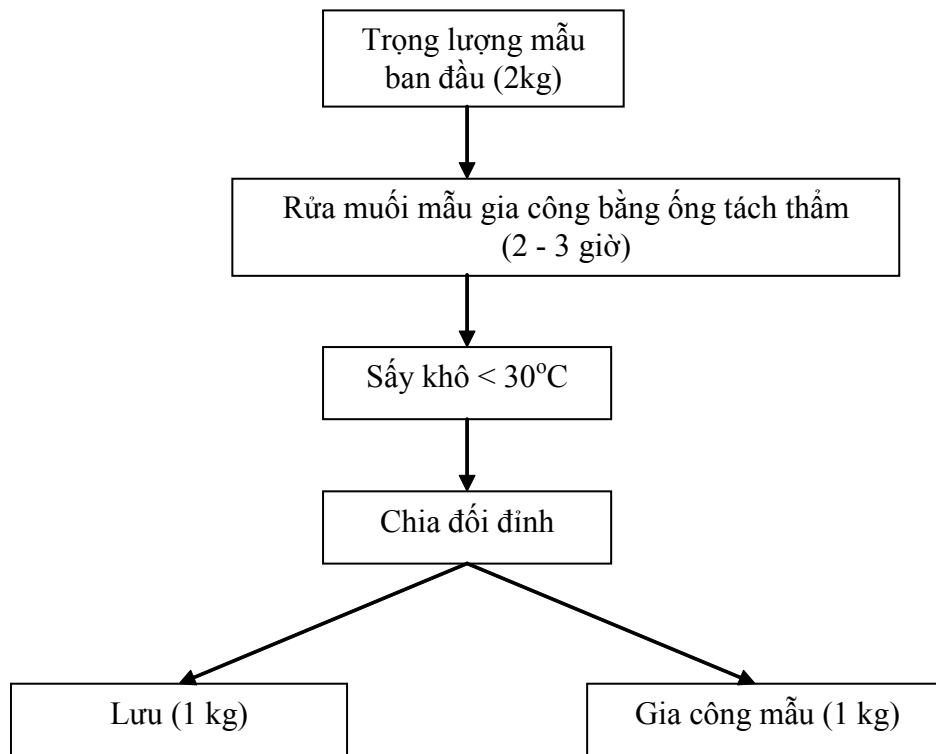 Trọng lượng mẫu
ban đầu (2kg)
Rửa muối mẫu gia công bằng ống tách thẩm
(2 - 3 giờ)
Sấy khô < 30°C
Chia đối đỉnh
Lưu (1 kg)
Gia công mẫu (1 kg)